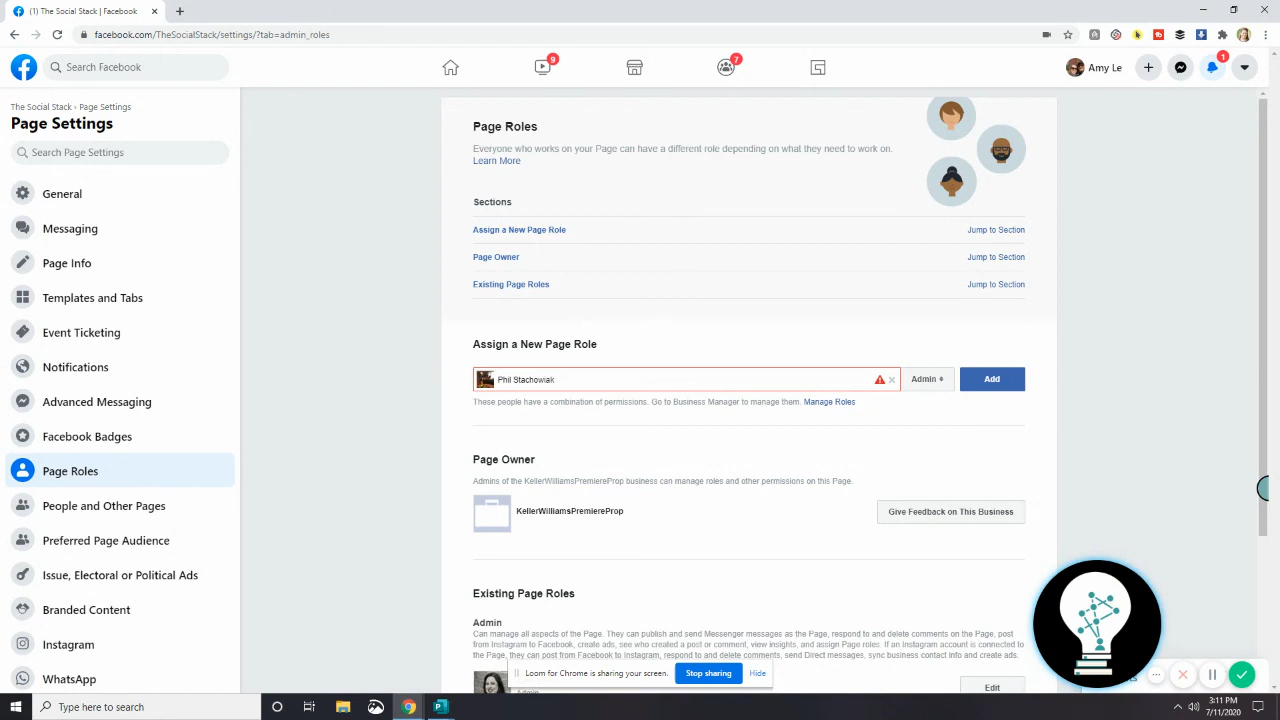 (1) The Social Stack | Facebook
facebook.com/TheSocialStack/settings/?tab=admin_roles
Search Facebook
9
7
Amy Le
1
The Social Stack › Page Settings
Page Settings
Search Page Settings
General
Messaging
Page Info
Templates and Tabs
Event Ticketing
Notifications
Advanced Messaging
Facebook Badges
Page Roles
People and Other Pages
Preferred Page Audience
Issue, Electoral or Political Ads
Branded Content
Instagram
WhatsApp
Page Roles
Everyone who works on your Page can have a different role depending on what they need to work on.
Learn More
Sections
Assign a New Page Role Jump to Section
Page Owner Jump to Section
Existing Page Roles Jump to Section
Assign a New Page Role
Phil Stachowiak Admin Add
These people have a combination of permissions. Go to Business Manager to manage them. Manage Roles
Page Owner
Admins of the KellerWilliamsPremiereProp business can manage roles and other permissions on this Page.
KellerWilliamsPremiereProp Give Feedback on This Business
Existing Page Roles
Admin
Can manage all aspects of the Page. They can publish and send Messenger messages as the Page, respond to and delete comments on the Page, post
from Instagram to Facebook, create ads, see who created a post or comment, view insights, and assign Page roles. If an Instagram account is connected to
the Page, they can post from Facebook to Instagram, respond to and delete comments, send Direct messages, sync business contact info and create ads.
Admin Edit
Loom for Chrome is sharing your screen. Stop sharing Hide
Type here to search
3:11 PM
7/11/2020